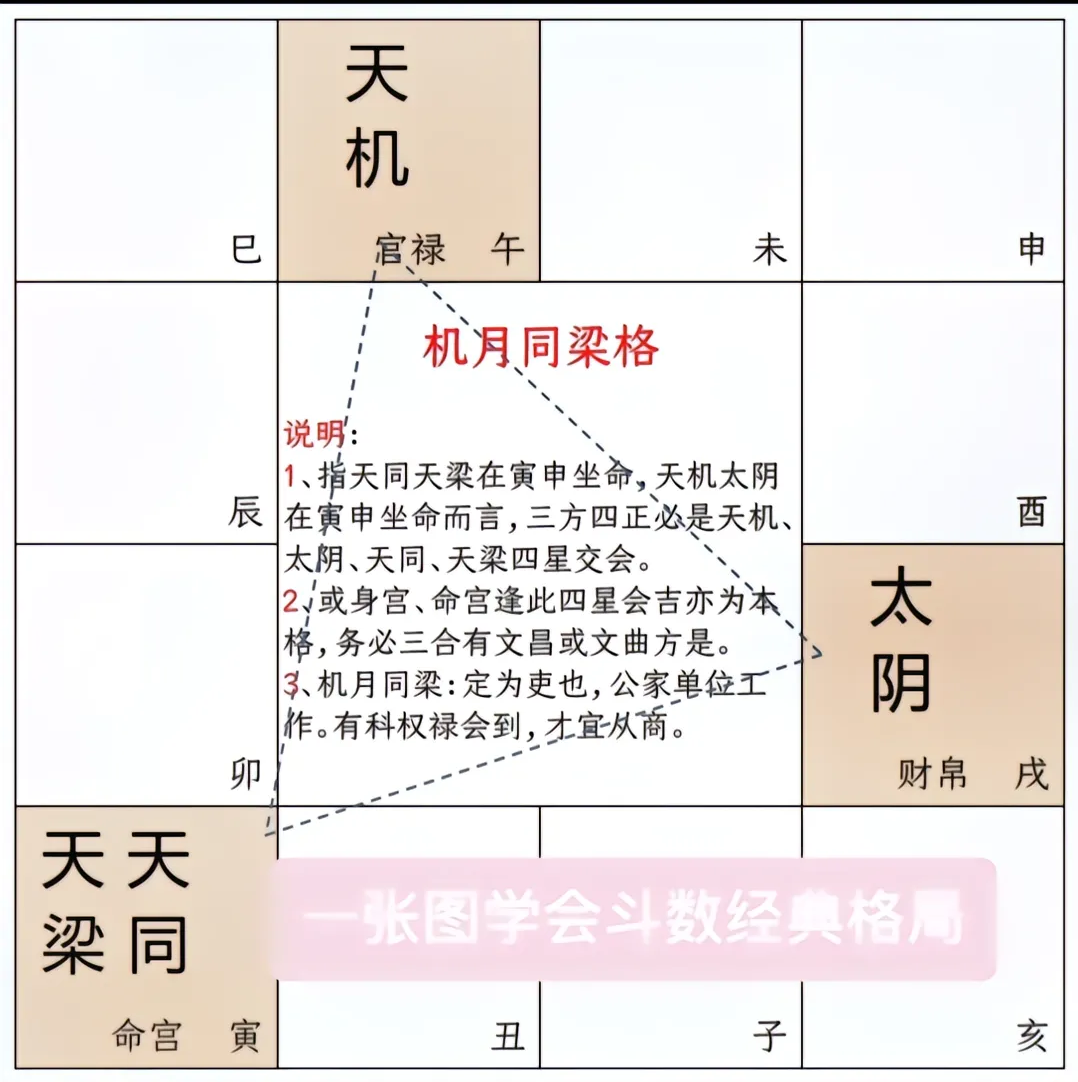 天机
官禄 午
巳
未
申
机月同梁格
说明：
1、指天同天梁在寅申坐命，天机太阴
在寅申坐命而言，三方四正必是天机、
太阴、天同、天梁四星交会。
2、或身宫、命宫逢此四星会吉亦为本
格，务必三合有文昌或文曲方是。
3、机月同梁：定为吏也，公家单位工
作。有科权禄会到，才宜从商。
辰
酉
卯
太阴
财帛 戌
天梁
天同
命宫 寅
一张图学会斗数经典格局
丑
子
亥